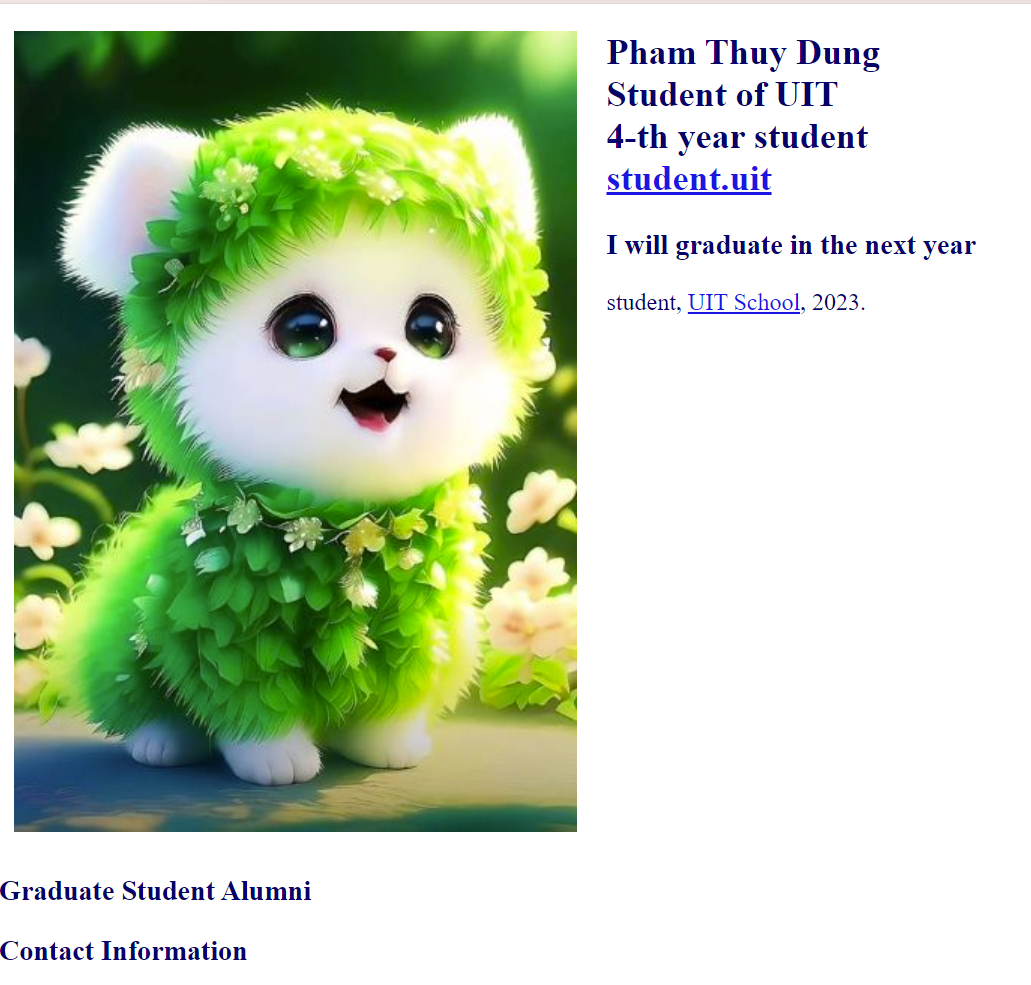 Pham Thuy Dung
Student of UIT
4-th year student
student.uit
I will graduate in the next year
student, UIT School, 2023.
Graduate Student Alumni
Contact Information